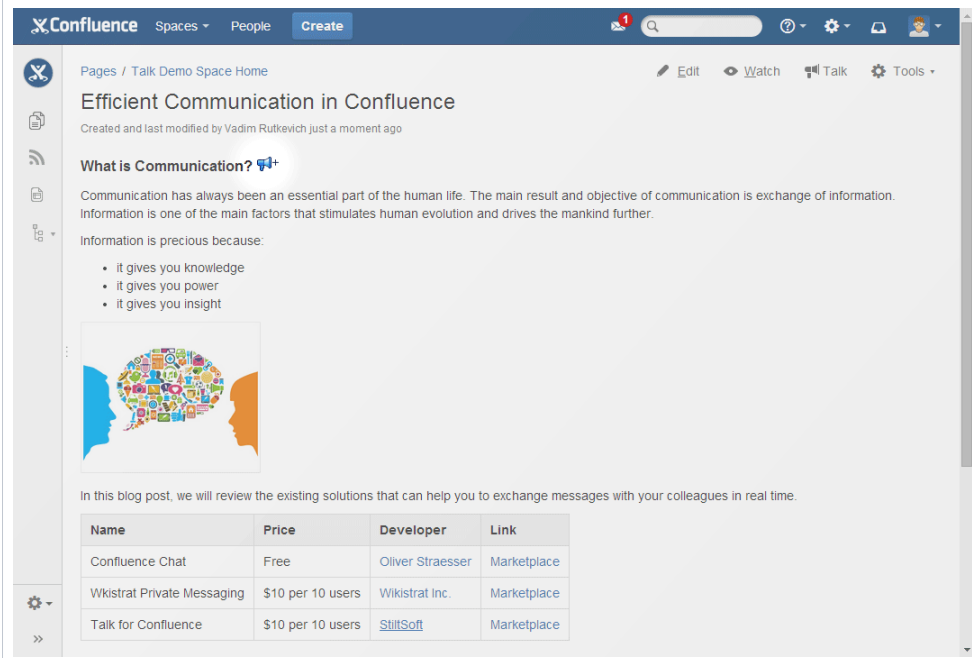 Confluence Spaces People Create 1
Pages / Talk Demo Space Home Edit Watch Talk Tools
Efficient Communication in Confluence
Created and last modified by Vadim Rutkevich just a moment ago
What is Communication? +
Communication has always been an essential part of the human life. The main result and objective of communication is exchange of information.
Information is one of the main factors that stimulates human evolution and drives the mankind further.
Information is precious because:
• it gives you knowledge
• it gives you power
• it gives you insight
In this blog post, we will review the existing solutions that can help you to exchange messages with your colleagues in real time.
Name Price Developer Link
Confluence Chat Free Oliver Straesser Marketplace
Wkistrat Private Messaging $10 per 10 users Wikistrat Inc. Marketplace
Talk for Confluence $10 per 10 users StiltSoft Marketplace